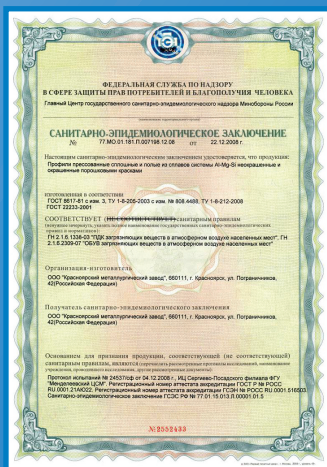 ФЕДЕРАЛЬНАЯ СЛУЖБА ПО НАДЗОРУ
В СФЕРЕ ЗАЩИТЫ ПРАВ ПОТРЕБИТЕЛЕЙ И БЛАГОПОЛУЧИЯ ЧЕЛОВЕКА
Главный Центр государственного санитарно-эпидемиологического надзора Минобороны России
САНИТАРНО-ЭПИДЕМИОЛОГИЧЕСКОЕ ЗАКЛЮЧЕНИЕ
№ 77.МО.01.181.П.007198.12.08 от 22.12.2008 г.
Настоящим санитарно-эпидемиологическим заключением удостоверяется, что продукция:
Профили прессованные сплошные и полые из сплавов системы Al-Mg-Si неокрашенные и
окрашенные порошковыми красками
изготовленная в соответствии
ГОСТ 8617-81 с изм. 3, ТУ 1-8-205-2003 с изм. № 808.4488, ТУ 1-8-212-2008
ГОСТ 22233-2001
СООТВЕТСТВУЕТ (НЕ СООТВЕТСТВУЕТ) санитарным правилам
ГН 2.1.6.1338-03 "ПДК загрязняющих веществ в атмосферном воздухе населенных мест", ГН
2.1.6.2309-07 "ОБУВ загрязняющих веществ в атмосферном воздухе населенных мест"
Организация-изготовитель
ООО "Красноярский металлургический завод", 660111, г. Красноярск, ул. Пограничников,
42(Российская Федерация)
Получатель санитарно-эпидемиологического заключения
ООО "Красноярский металлургический завод", 660111, г. Красноярск, ул. Пограничников,
42(Российская Федерация)
Основанием для признания продукции, соответствующей (не соответствующей)
санитарным правилам, являются
Протокол испытаний № 24537/сф от 04.12.2008 г., ИЦ Сергиево-Посадского филиала ФГУ
"Менделеевский ЦСМ". Регистрационный номер аттестата аккредитации ГОСТ Р № РОСС
RU.0001.21АЮ22. Регистрационный номер аттестата аккредитации ГСЭН № РОСС RU.0001.516503
Санитарно-эпидемиологическое заключение ГСЭС РФ № 77.01.15.013.Л.00001.01.5
№2552433